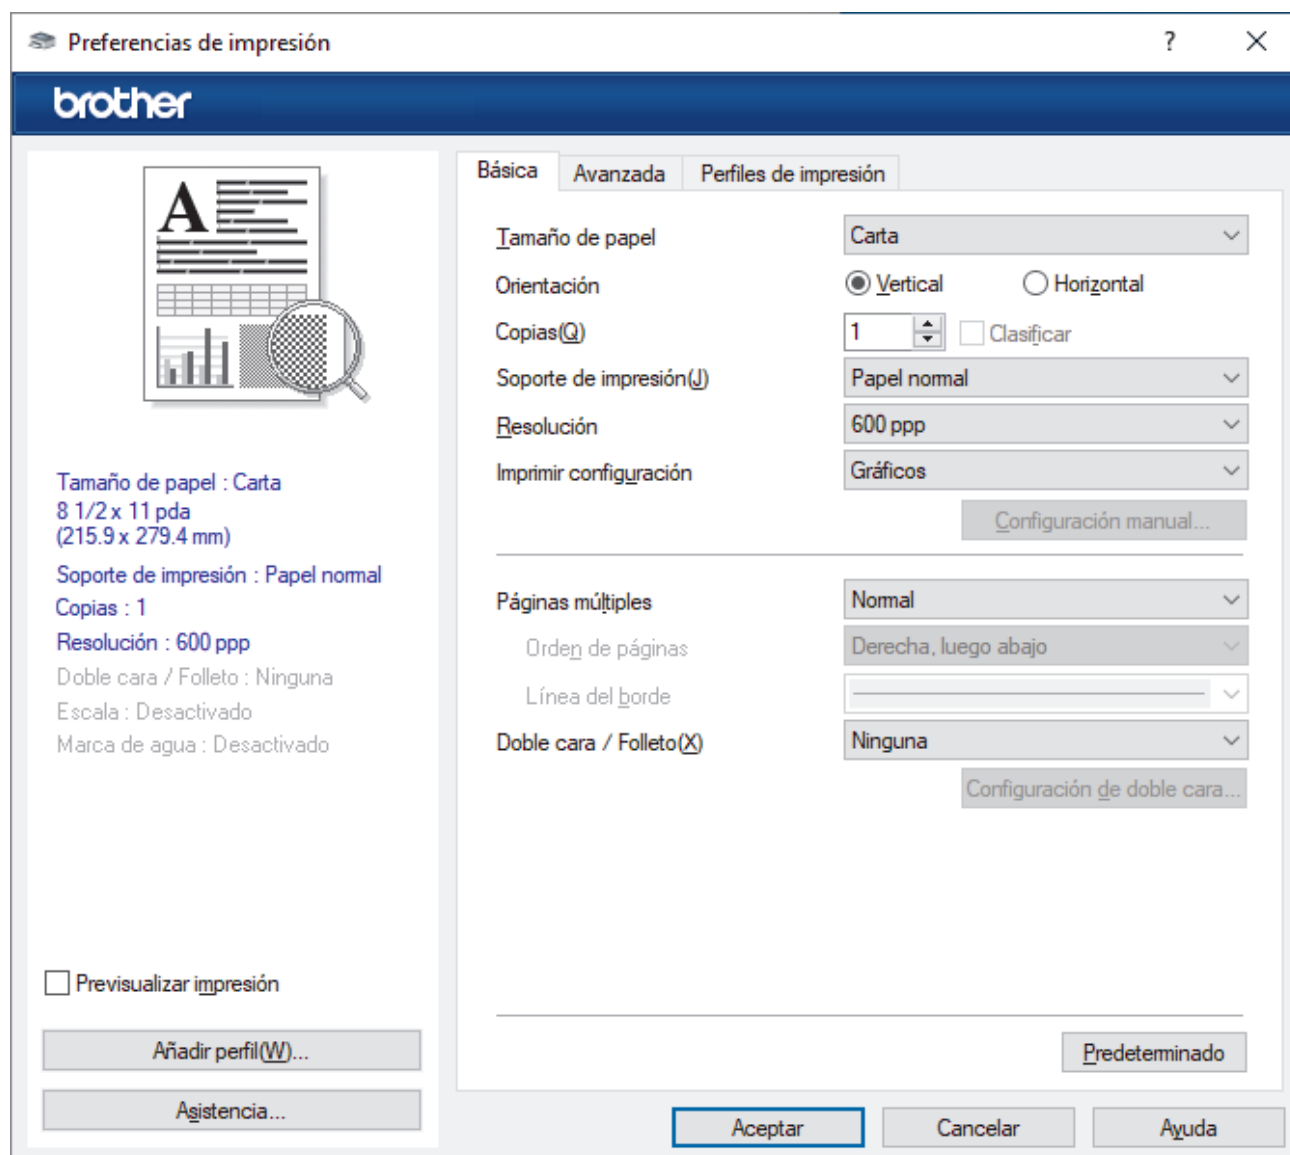 Preferencias de impresión
?
brother
A
Tamaño de papel : Carta
8 1/2 x 11 pda
(215.9 x 279.4 mm)
Soporte de impresión : Papel normal
Copias : 1
Resolución : 600 ppp
Doble cara / Folleto : Ninguna
Escala : Desactivado
Marca de agua : Desactivado
Previsualizar impresión
Añadir perfil(W)...
Asistencia...
Básica Avanzada Perfiles de impresión
Tamaño de papel Carta
Orientación Vertical Horizontal
Copias(Q) 1 Clasificar
Soporte de impresión(J) Papel normal
Resolución 600 ppp
Imprimir configuración Gráficos
Configuración manual...
Páginas múltiples Normal
Orden de páginas Derecha, luego abajo
Línea del borde
Doble cara / Folleto(X) Ninguna
Configuración de doble cara...
Predeterminado
Aceptar Cancelar Ayuda